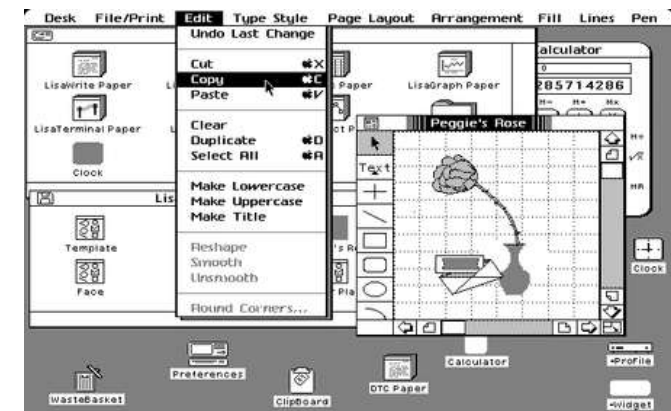 Desk File/Print Edit Type Style Page Layout Arrangement Fill Lines Pen
Undo Last Change
Cut X
Copy C
Paste V
Clear
Duplicate D
Select All A
Make Lowercase
Make Uppercase
Make Title
Reshape
Smooth
Unsmooth
Round Corners...
LisaWrite Paper
Paper
LisaGraph Paper
LisaTerminal Paper
Clock
Lis
Template
Face
Calculator
0
285714286
Peggie's Rose
Text
Clock
Preferences
WasteBasket
ClipBoard
DTC Paper
Calculator
ProFile
Widget